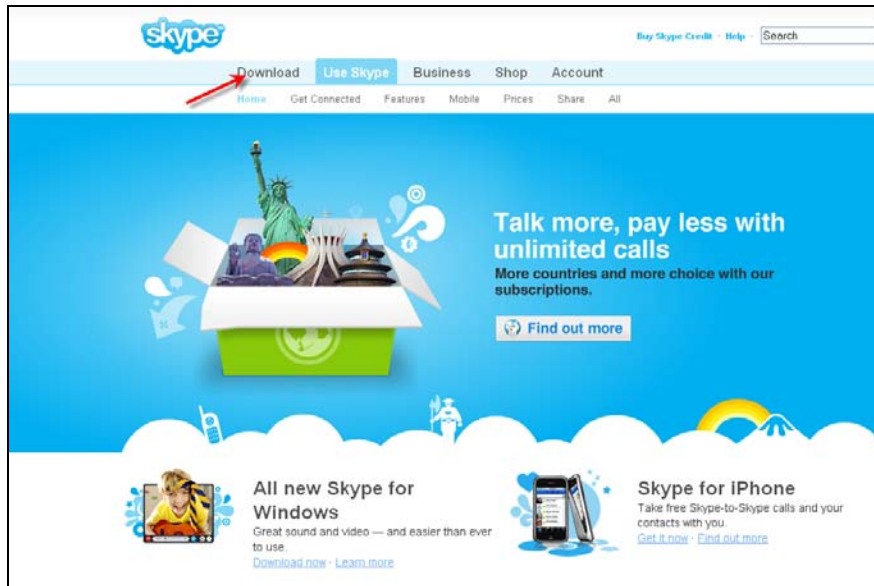 skype
Buy Skype Credit · Help · Search
Download Use Skype Business Shop Account
Home Get Connected Features Mobile Prices Share All
Talk more, pay less with
unlimited calls
More countries and more choice with our
subscriptions.
Find out more
All new Skype for
Windows
Great sound and video — and easier than ever
to use.
Download now · Learn more
Skype for iPhone
Take free Skype-to-Skype calls and your
contacts with you.
Get it now · Find out more